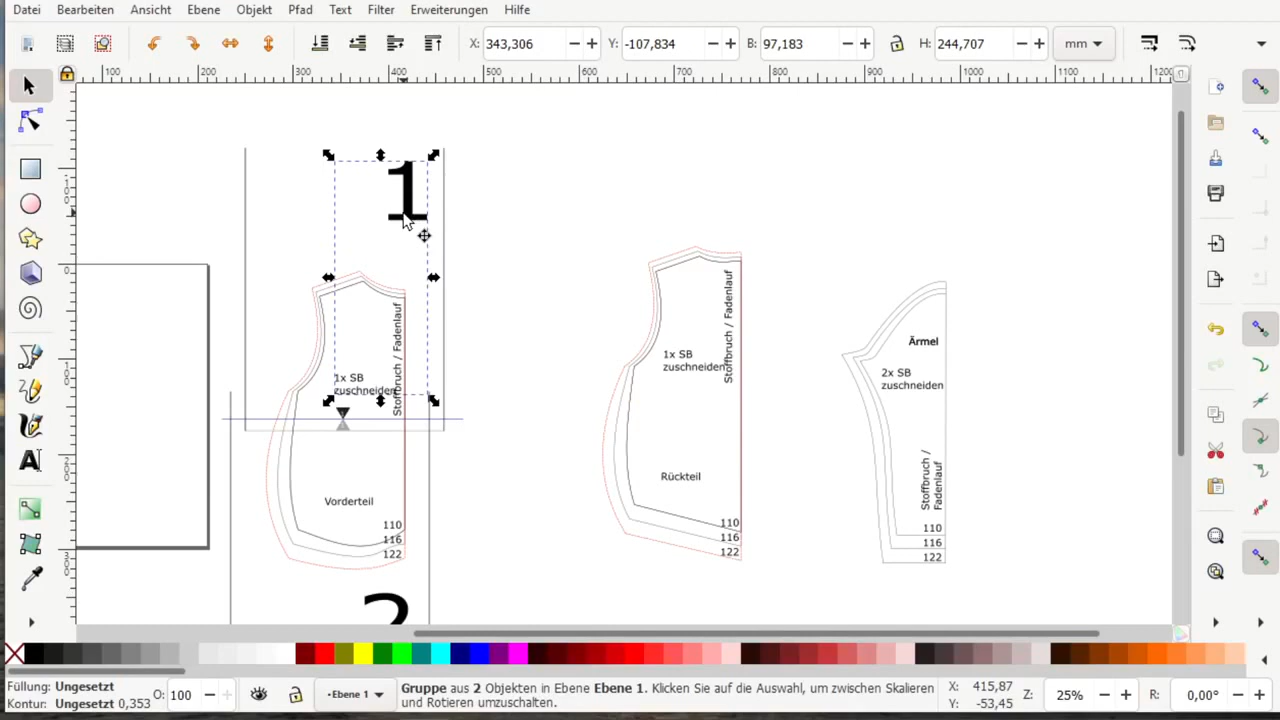 Datei Bearbeiten Ansicht Ebene Objekt Pfad Text Filter Erweiterungen Hilfe
X: 343,306 − + Y: -107,834 − + B: 97,183 − + H: 244,707 − + mm
100 200 300 400 500 600 700 800 900 1000 1100 1200
1
Stoffbruch / Fadenlauf
1x SB
zuschneiden
Vorderteil
110
116
122
2
Stoffbruch / Fadenlauf
1x SB
zuschneiden
Rückteil
110
116
122
Ärmel
2x SB
zuschneiden
Stoffbruch /
Fadenlauf
110
116
122
0
100
200
300
Füllung: Ungesetzt
Kontur: Ungesetzt 0,353
O: 100 − +
•Ebene 1
Gruppe aus 2 Objekten in Ebene Ebene 1. Klicken Sie auf die Auswahl, um zwischen Skalieren
und Rotieren umzuschalten.
X: 415,87
Y: -53,45
Z: 25% − +
R: 0,00° − +